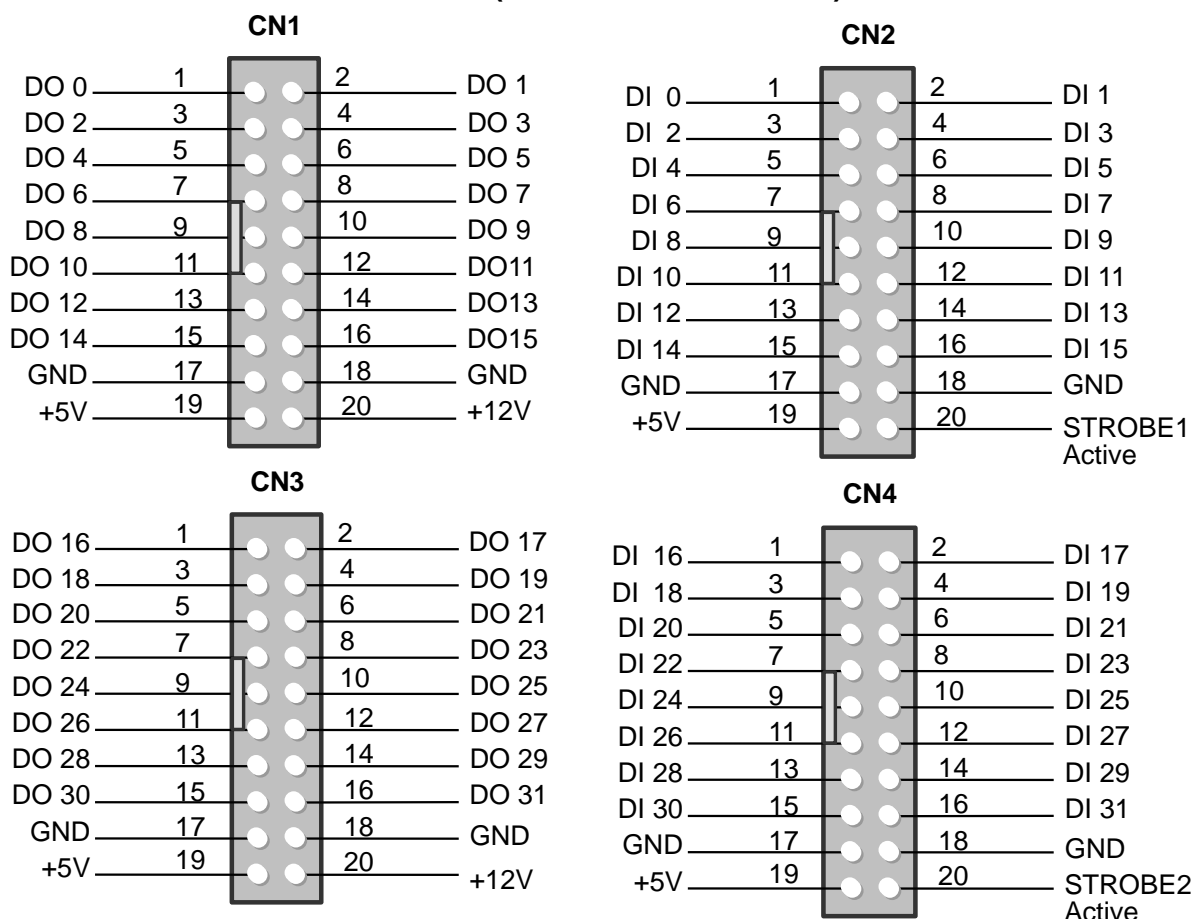 CN1
DO 0 1 2 DO 1
DO 2 3 4 DO 3
DO 4 5 6 DO 5
DO 6 7 8 DO 7
DO 8 9 10 DO 9
DO 10 11 12 DO11
DO 12 13 14 DO13
DO 14 15 16 DO15
GND 17 18 GND
+5V 19 20 +12V
CN2
DI 0 1 2 DI 1
DI 2 3 4 DI 3
DI 4 5 6 DI 5
DI 6 7 8 DI 7
DI 8 9 10 DI 9
DI 10 11 12 DI 11
DI 12 13 14 DI 13
DI 14 15 16 DI 15
GND 17 18 GND
+5V 19 20 STROBE1
Active
CN3
DO 16 1 2 DO 17
DO 18 3 4 DO 19
DO 20 5 6 DO 21
DO 22 7 8 DO 23
DO 24 9 10 DO 25
DO 26 11 12 DO 27
DO 28 13 14 DO 29
DO 30 15 16 DO 31
GND 17 18 GND
+5V 19 20 +12V
CN4
DI 16 1 2 DI 17
DI 18 3 4 DI 19
DI 20 5 6 DI 21
DI 22 7 8 DI 23
DI 24 9 10 DI 25
DI 26 11 12 DI 27
DI 28 13 14 DI 29
DI 30 15 16 DI 31
GND 17 18 GND
+5V 19 20 STROBE2
Active